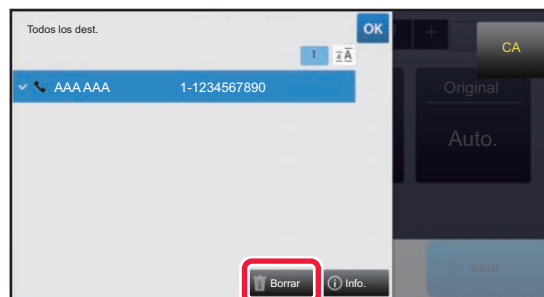 Todos los dest.
OK
1
AAA AAA 1-1234567890
Borrar
Info.
CA
Original
Auto.
Iniciar